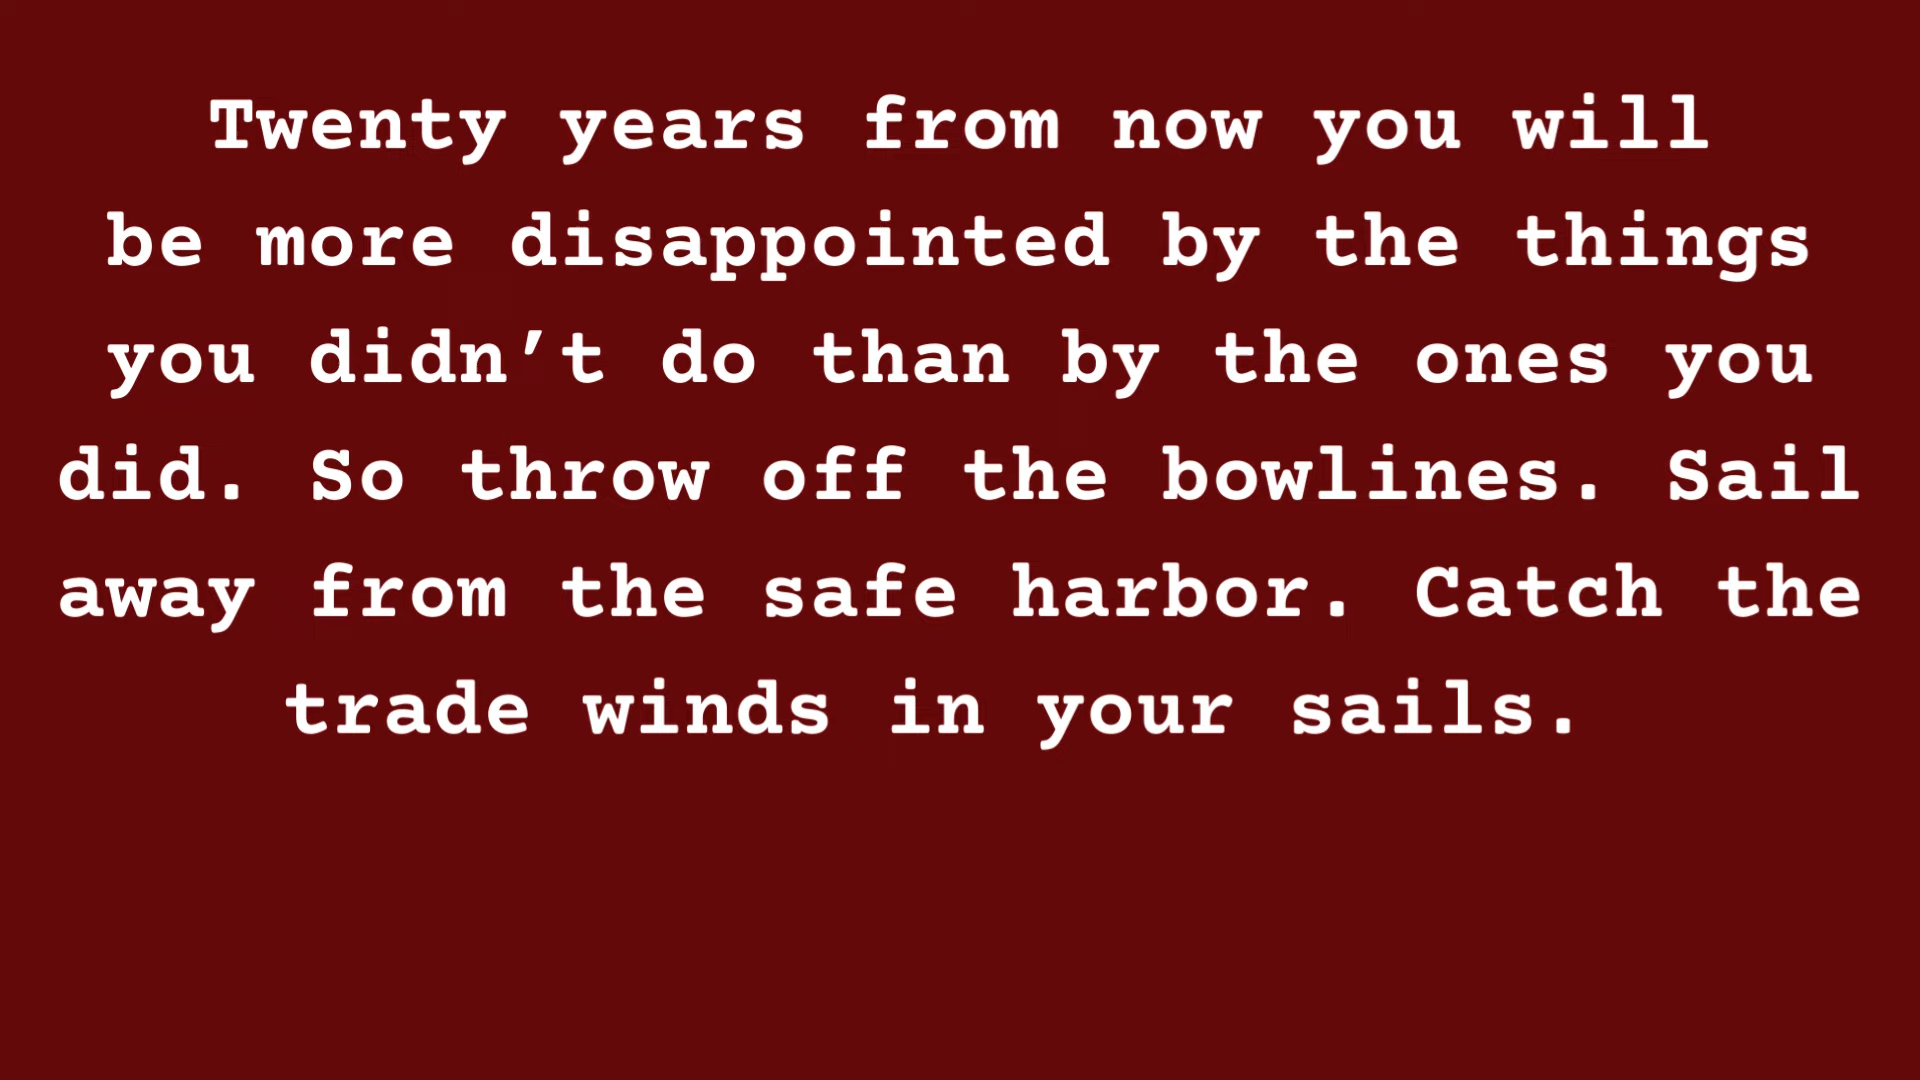 Twenty years from now you will
be more disappointed by the things
you didn’t do than by the ones you
did. So throw off the bowlines. Sail
away from the safe harbor. Catch the
trade winds in your sails.